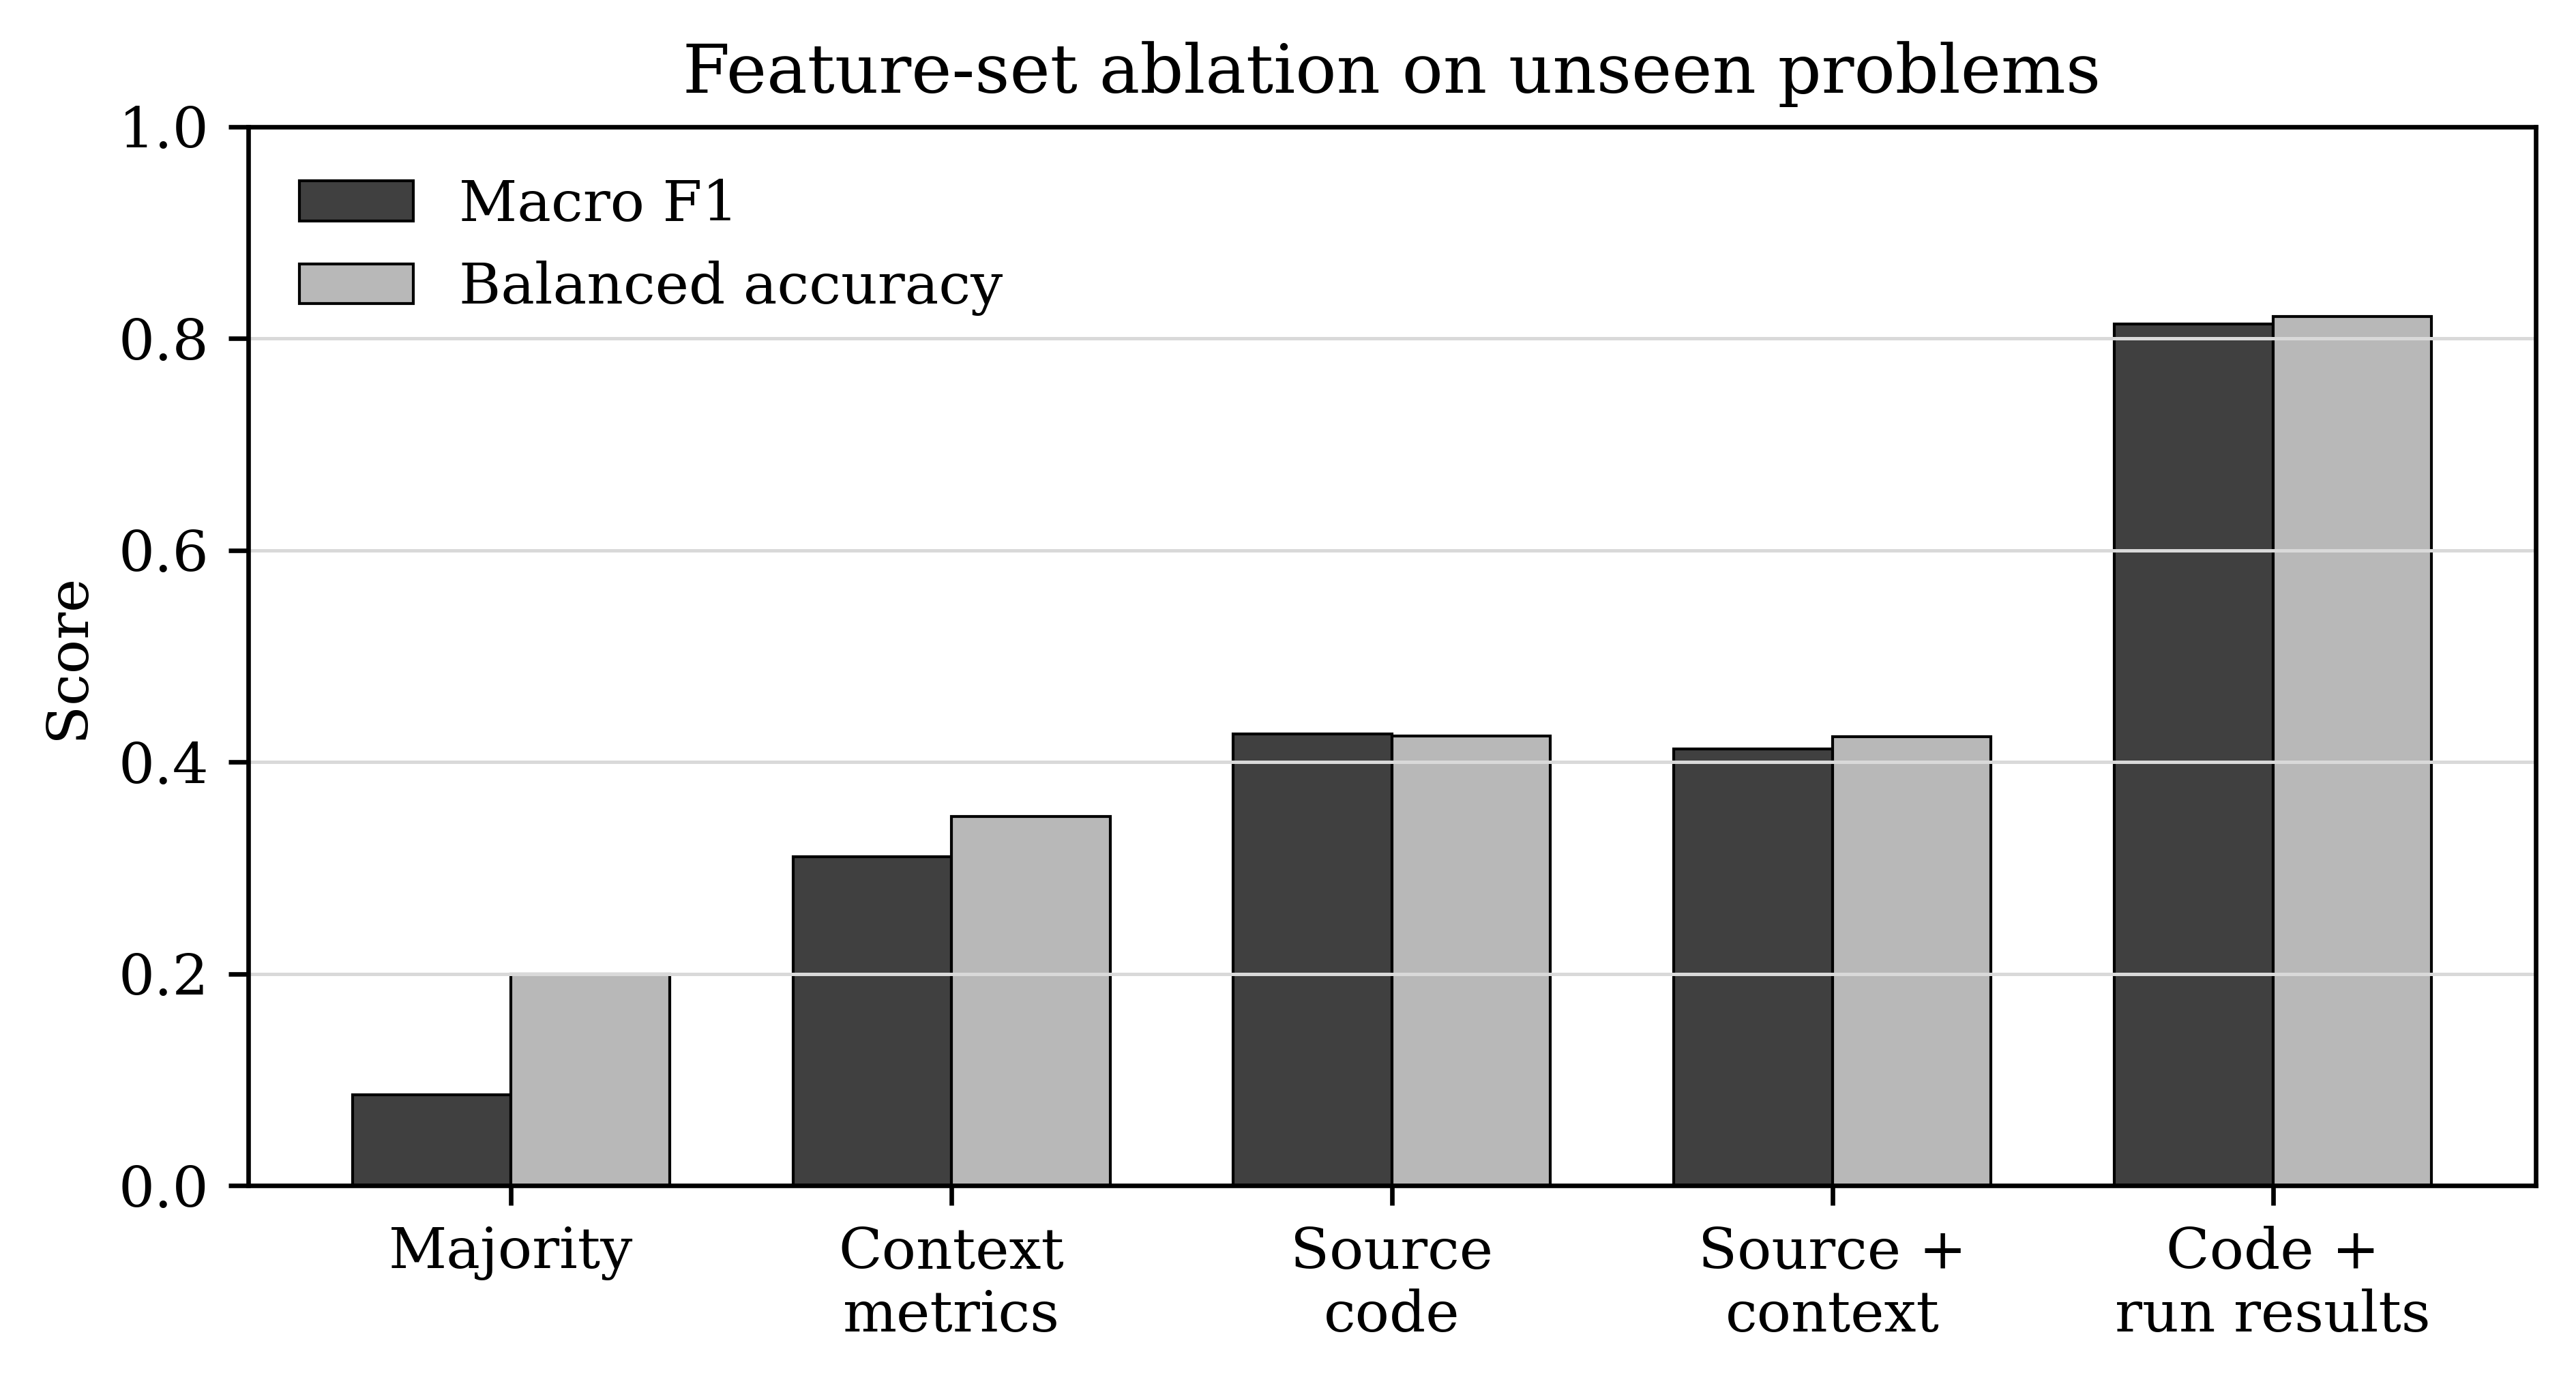 Feature-set ablation on unseen problems
Macro F1
Balanced accuracy
Score
1.0
0.8
0.6
0.4
0.2
0.0
Majority
Context
metrics
Source
code
Source +
context
Code +
run results